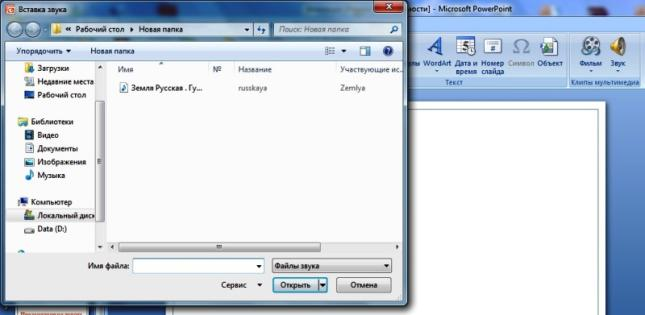 Вставка звука
ности] - Microsoft PowerPoint
« Рабочий стол Новая папка
Поиск: Новая папка
Упорядочить Новая папка
Загрузки
Недавние места
Рабочий стол
Библиотеки
Видео
Документы
Изображения
Музыка
Компьютер
Локальный диск
Data (D:)
Имя № Название Участвующие ис...
Земля Русская . Гу... russkaya Zemlya
Имя файла: Файлы звука
Сервис Открыть Отмена
WordArt Дата и время Номер слайда Символ Объект
Текст
Фильм Звук
Клипы мультимедиа